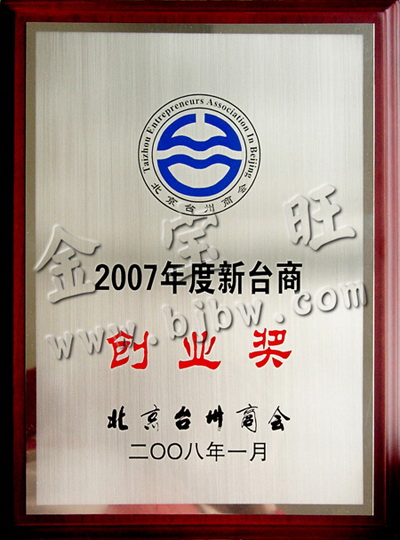 Taizhou Entrepreneurs Association In Beijing
北京台州商会
金宝旺
2007年度新台商
www.bjbw.com
创业奖
北京台州商会
二〇〇八年一月